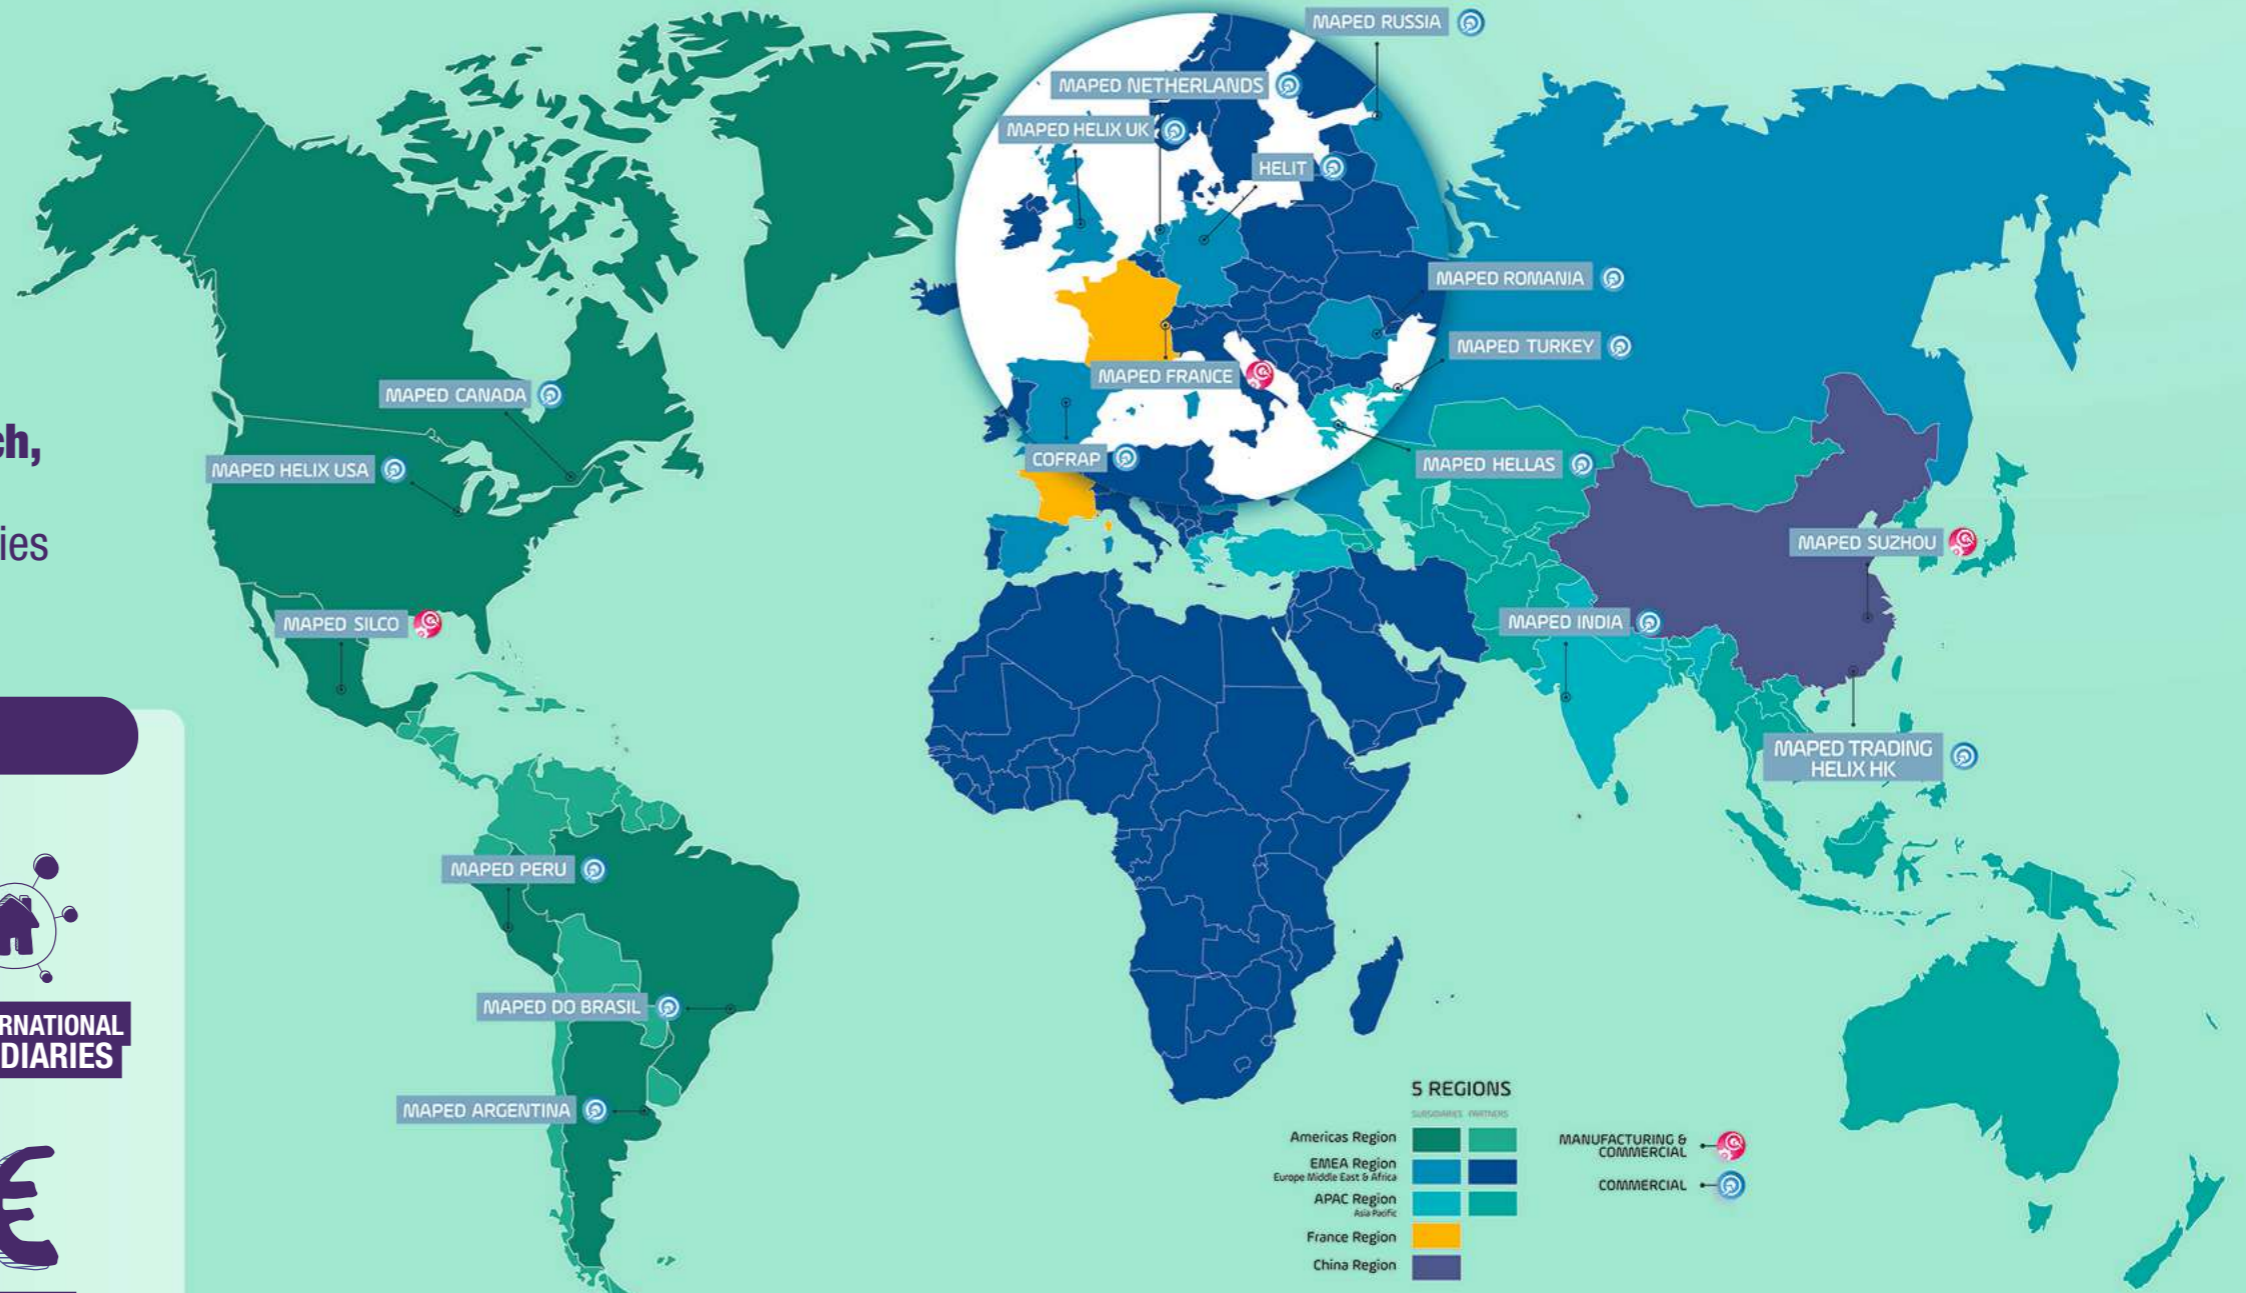 ch,
ies
RNATIONAL
DIARIES
€
MAPED RUSSIA
MAPED NETHERLANDS
MAPED HELIX UK
HELIT
MAPED ROMANIA
MAPED TURKEY
MAPED FRANCE
MAPED CANADA
COFRAP
MAPED HELLAS
MAPED HELIX USA
MAPED SUZHOU
MAPED SILCO
MAPED INDIA
MAPED TRADING
HELIX HK
MAPED PERU
MAPED DO BRASIL
MAPED ARGENTINA
5 REGIONS
SUBSIDIARIES PARTNERS
Americas Region
EMEA Region
Europe Middle East & Africa
APAC Region
Asia Pacific
France Region
China Region
MANUFACTURING &
COMMERCIAL
COMMERCIAL